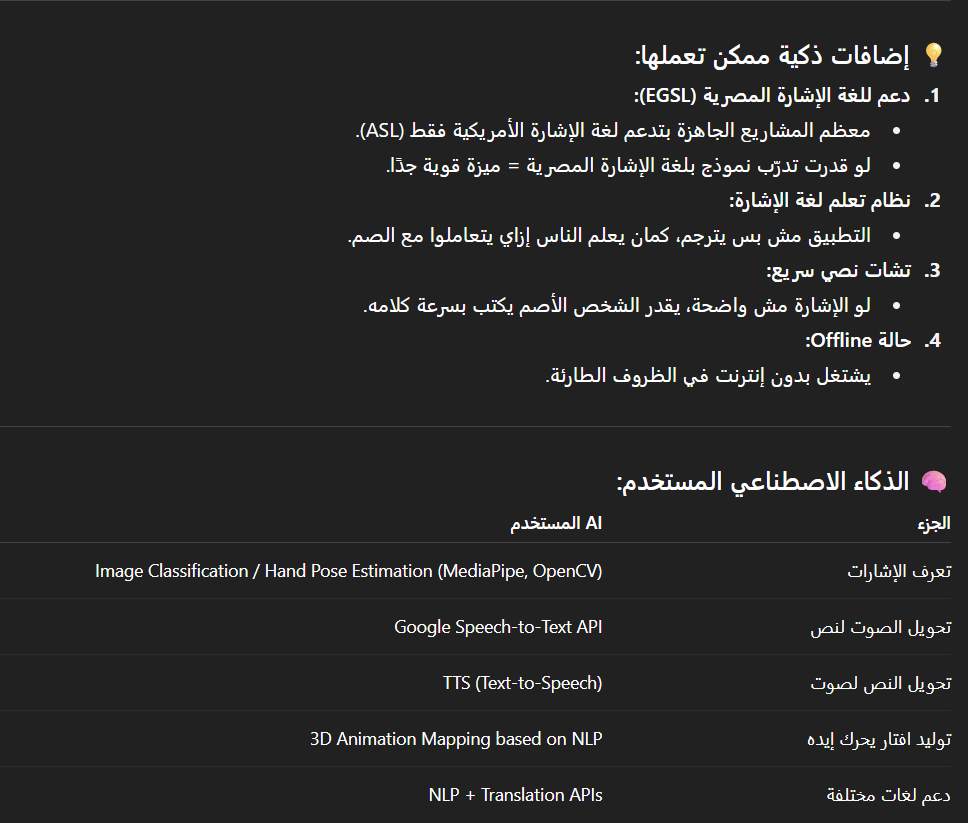 💡 إضافات ذكية ممكن تعملها:
1. دعم للغة الإشارة المصرية (EGSL):
• معظم المشاريع الجاهزة بتدعم لغة الإشارة الأمريكية فقط (ASL).
• لو قدرت تدرّب نموذج بلغة الإشارة المصرية = ميزة قوية جدًا.
2. نظام تعلم لغة الإشارة:
• التطبيق مش بس يترجم، كمان يعلم الناس إزاي يتعاملوا مع الصم.
3. تشات نصي سريع:
• لو الإشارة مش واضحة، يقدر الشخص الأصم يكتب بسرعة كلامه.
4. حالة Offline:
• يشتغل بدون إنترنت في الظروف الطارئة.
🧠 الذكاء الاصطناعي المستخدم:
الجزء AI المستخدم
تعرف الإشارات Image Classification / Hand Pose Estimation (MediaPipe, OpenCV)
تحويل الصوت لنص Google Speech-to-Text API
تحويل النص لصوت TTS (Text-to-Speech)
توليد افتار يحرك إيده 3D Animation Mapping based on NLP
دعم لغات مختلفة NLP + Translation APIs